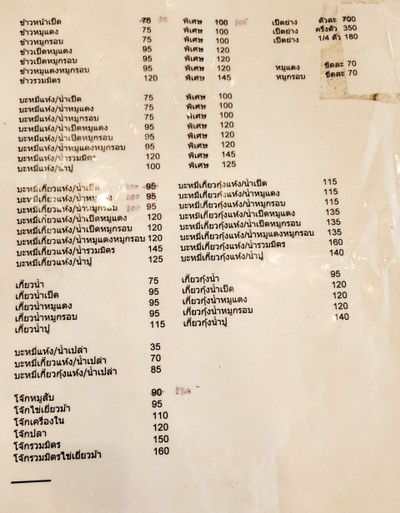 ข้าวหน้าเป็ด 75 พิเศษ 100 เป็ดย่าง ตัวละ 700
ข้าวหมูแดง 75 พิเศษ 100 เป็ดย่าง ครึ่งตัว 350
ข้าวหมูกรอบ 75 พิเศษ 100 เป็ดย่าง 1/4 ตัว 180
ข้าวเป็ดหมูแดง 95 พิเศษ 120
ข้าวเป็ดหมูกรอบ 95 พิเศษ 120
ข้าวหมูแดงหมูกรอบ 95 พิเศษ 120 หมูแดง ขีดละ 70
ข้าวรวมมิตร 120 พิเศษ 145 หมูกรอบ ขีดละ 70
บะหมี่แห้ง/น้ำเป็ด 75 พิเศษ 100
บะหมี่แห้ง/น้ำหมูแดง 75 พิเศษ 100
บะหมี่แห้ง/น้ำหมูกรอบ 75 พิเศษ 100
บะหมี่แห้ง/น้ำเป็ดหมูแดง 95 พิเศษ 120
บะหมี่แห้ง/น้ำเป็ดหมูกรอบ 95 พิเศษ 120
บะหมี่แห้ง/น้ำหมูแดงหมูกรอบ 95 พิเศษ 120
บะหมี่แห้ง/น้ำรวมมิตร 120 พิเศษ 145
บะหมี่แห้ง/น้ำปู 100 พิเศษ 125
บะหมี่เกี๊ยวแห้ง/น้ำเป็ด 95 บะหมี่เกี๊ยวกุ้งแห้ง/น้ำเป็ด 115
บะหมี่เกี๊ยวแห้ง/น้ำหมูแดง 95 บะหมี่เกี๊ยวกุ้งแห้ง/น้ำหมูแดง 115
บะหมี่เกี๊ยวแห้ง/น้ำหมูกรอบ 95 บะหมี่เกี๊ยวกุ้งแห้ง/น้ำหมูกรอบ 115
บะหมี่เกี๊ยวแห้ง/น้ำเป็ดหมูแดง 120 บะหมี่เกี๊ยวกุ้งแห้ง/น้ำเป็ดหมูแดง 135
บะหมี่เกี๊ยวแห้ง/น้ำเป็ดหมูกรอบ 120 บะหมี่เกี๊ยวกุ้งแห้ง/น้ำเป็ดหมูกรอบ 135
บะหมี่เกี๊ยวแห้ง/น้ำหมูแดงหมูกรอบ 120 บะหมี่เกี๊ยวกุ้งแห้ง/น้ำหมูแดงหมูกรอบ 135
บะหมี่เกี๊ยวแห้ง/น้ำรวมมิตร 145 บะหมี่เกี๊ยวกุ้งแห้ง/น้ำรวมมิตร 160
บะหมี่เกี๊ยวแห้ง/น้ำปู 125 บะหมี่เกี๊ยวกุ้งแห้ง/น้ำปู 140
เกี๊ยวน้ำ 75 เกี๊ยวกุ้งน้ำ 95
เกี๊ยวน้ำเป็ด 95 เกี๊ยวกุ้งน้ำเป็ด 120
เกี๊ยวน้ำหมูแดง 95 เกี๊ยวกุ้งน้ำหมูแดง 120
เกี๊ยวน้ำหมูกรอบ 95 เกี๊ยวกุ้งน้ำหมูกรอบ 120
เกี๊ยวน้ำปู 115 เกี๊ยวกุ้งน้ำปู 140
บะหมี่แห้ง/น้ำเปล่า 35
บะหมี่เกี๊ยวแห้ง/น้ำเปล่า 70
บะหมี่เกี๊ยวกุ้งแห้ง/น้ำเปล่า 85
โจ๊กหมูสับ 90
โจ๊กไข่เยี่ยวม้า 95
โจ๊กเครื่องใน 110
โจ๊กปลา 120
โจ๊กรวมมิตร 150
โจ๊กรวมมิตรไข่เยี่ยวม้า 160